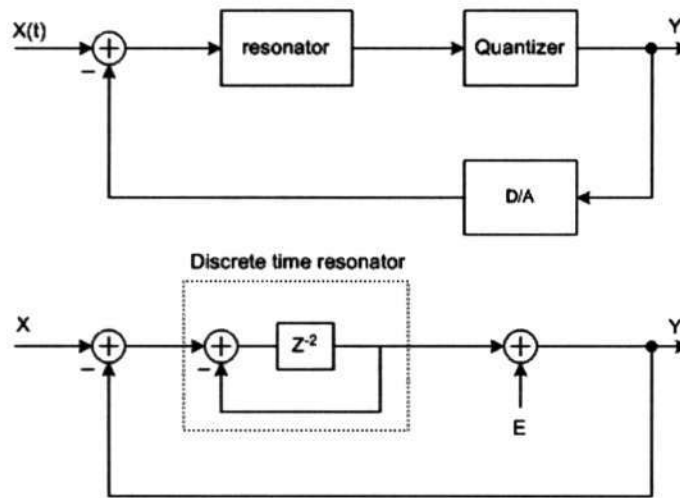 X(t)
resonator
Quantizer
Y
−
D/A
Discrete time resonator
X
Z⁻²
Y
−
−
E